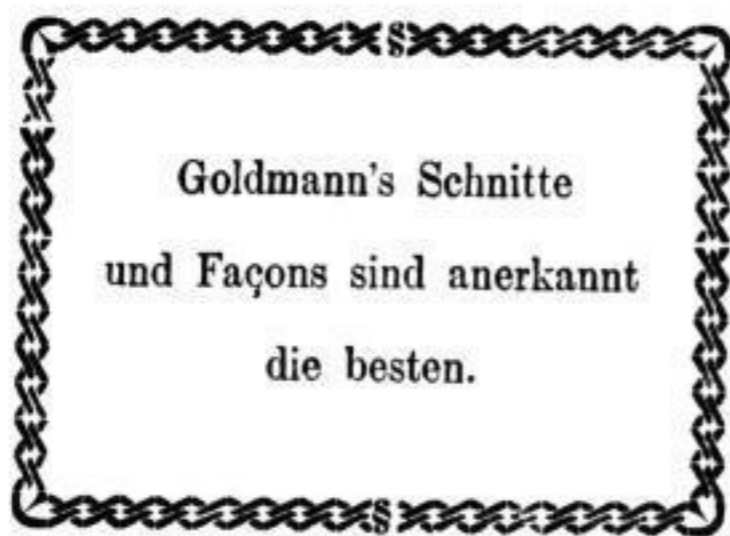 Goldmann's Schnitte
und Façons sind anerkannt
die besten.